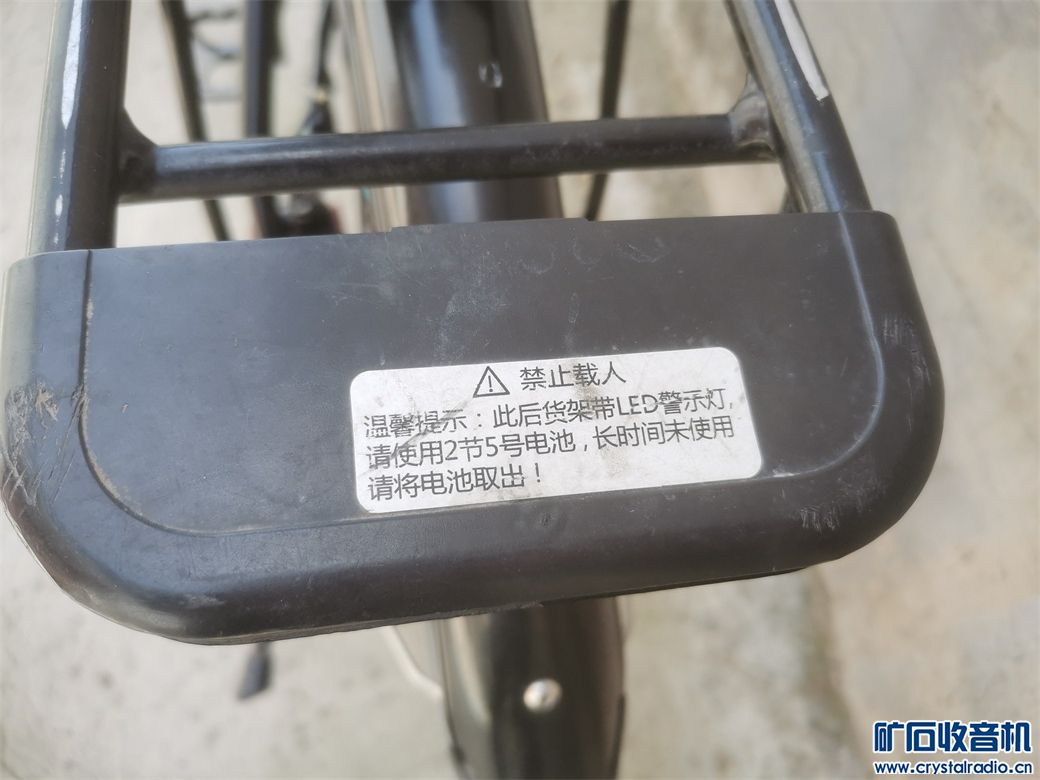 ⚠ 禁止载人
温馨提示：此后货架带LED警示灯,
请使用2节5号电池，长时间未使用
请将电池取出！
矿石收音机
www.crystalradio.cn